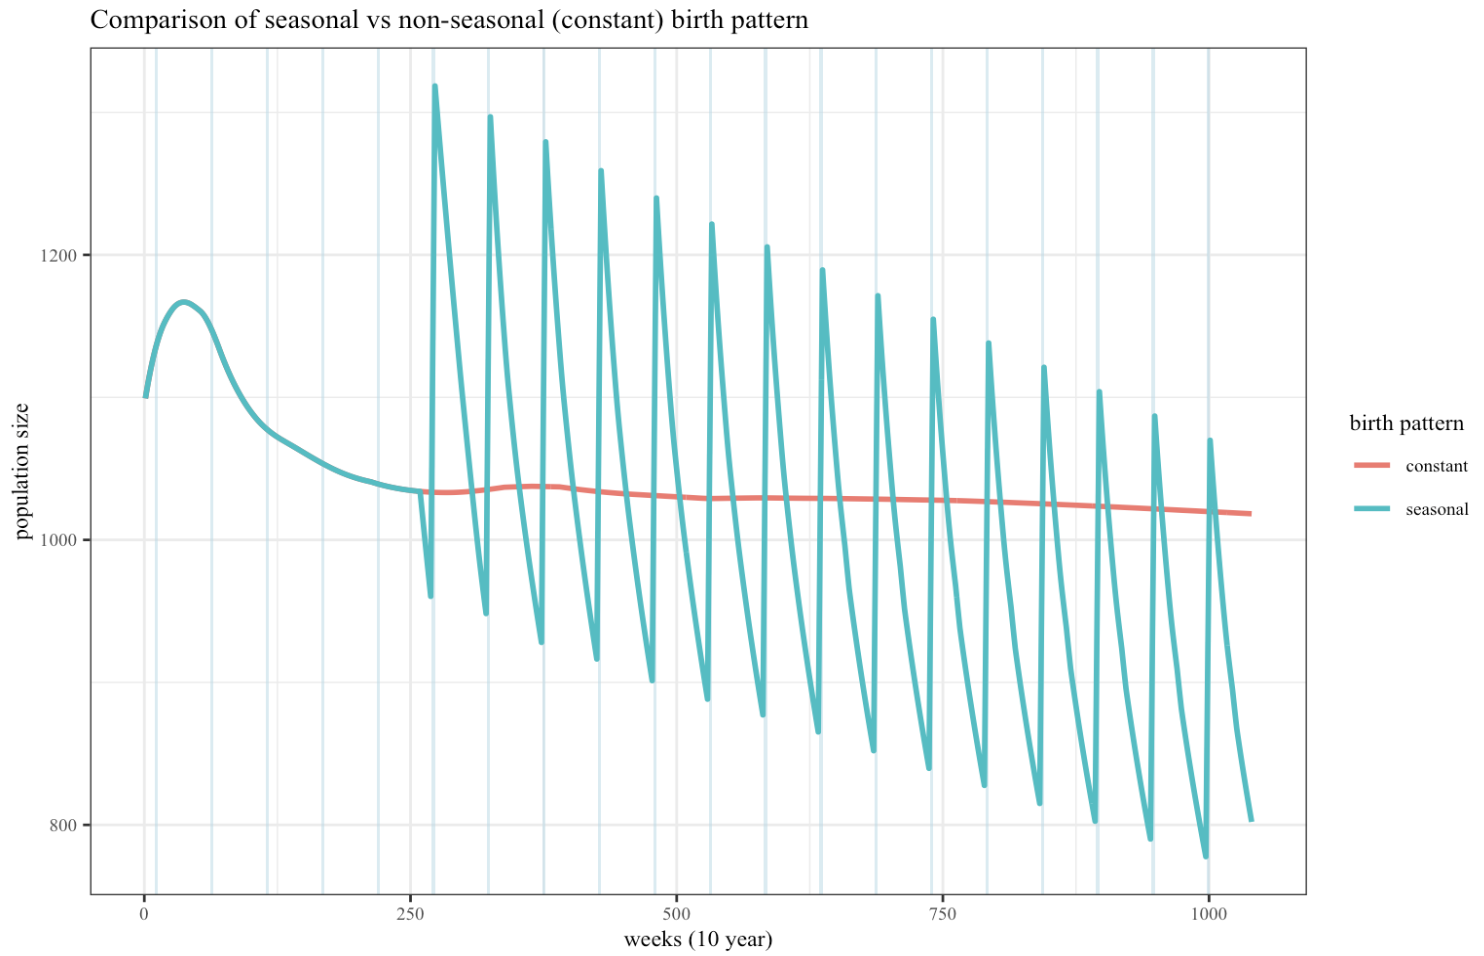 Comparison of seasonal vs non-seasonal (constant) birth pattern
population size
1200
1000
800
0 250 500 750 1000
weeks (10 year)
birth pattern
constant
seasonal